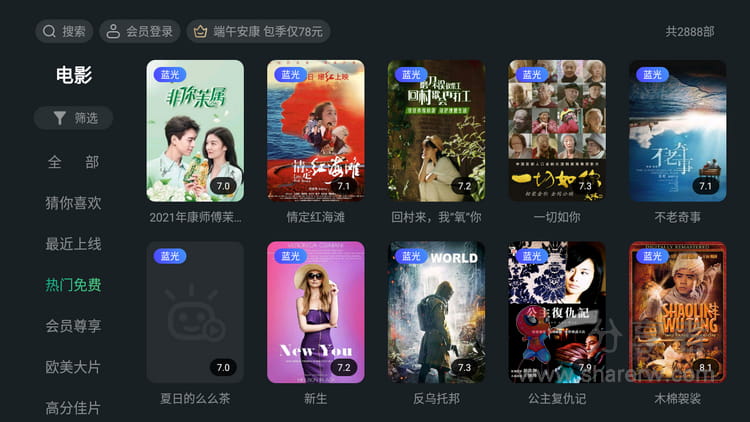 搜索
会员登录
端午安康 包季仅78元
共2888部
电影
筛选
全 部
猜你喜欢
最近上线
热门免费
会员尊享
欧美大片
高分佳片
蓝光
非你茉属
7.0
2021年康师傅茉...
蓝光
情定红海滩
7.1
情定红海滩
蓝光
回村就会再打工
7.2
回村来，我“氧”你
蓝光
一切如你
7.3
一切如你
蓝光
不老奇事
7.1
不老奇事
蓝光
7.0
夏日的么么茶
蓝光
New You
7.2
新生
蓝光
WORLD
7.3
反乌托邦
蓝光
公主復仇記
7.9
公主复仇记
蓝光
DIGITALLY REMASTERED
SHAOLIN
WU TANG
8.1
木棉袈裟
分享
www.sharerw.com